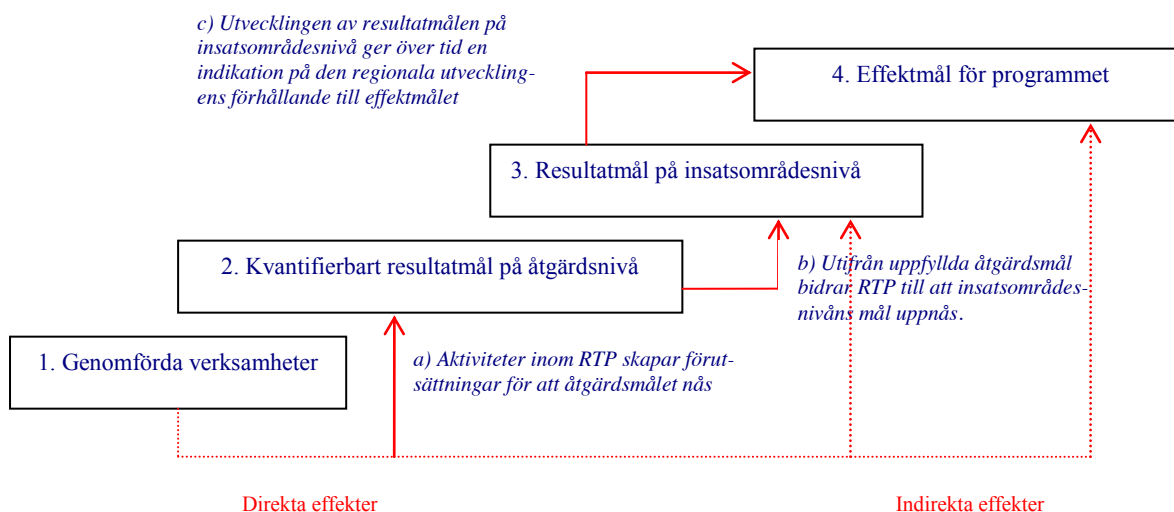 c) Utvecklingen av resultatmålen på
insatsområdesnivå ger över tid en
indikation på den regionala utveckling-
ens förhållande till effektmålet
4. Effektmål för programmet
3. Resultatmål på insatsområdesnivå
2. Kvantifierbart resultatmål på åtgärdsnivå
b) Utifrån uppfyllda åtgärdsmål
bidrar RTP till att insatsområdes-
nivåns mål uppnås.
1. Genomförda verksamheter
a) Aktiviteter inom RTP skapar förut-
sättningar för att åtgärdsmålet nås
Direkta effekter
Indirekta effekter